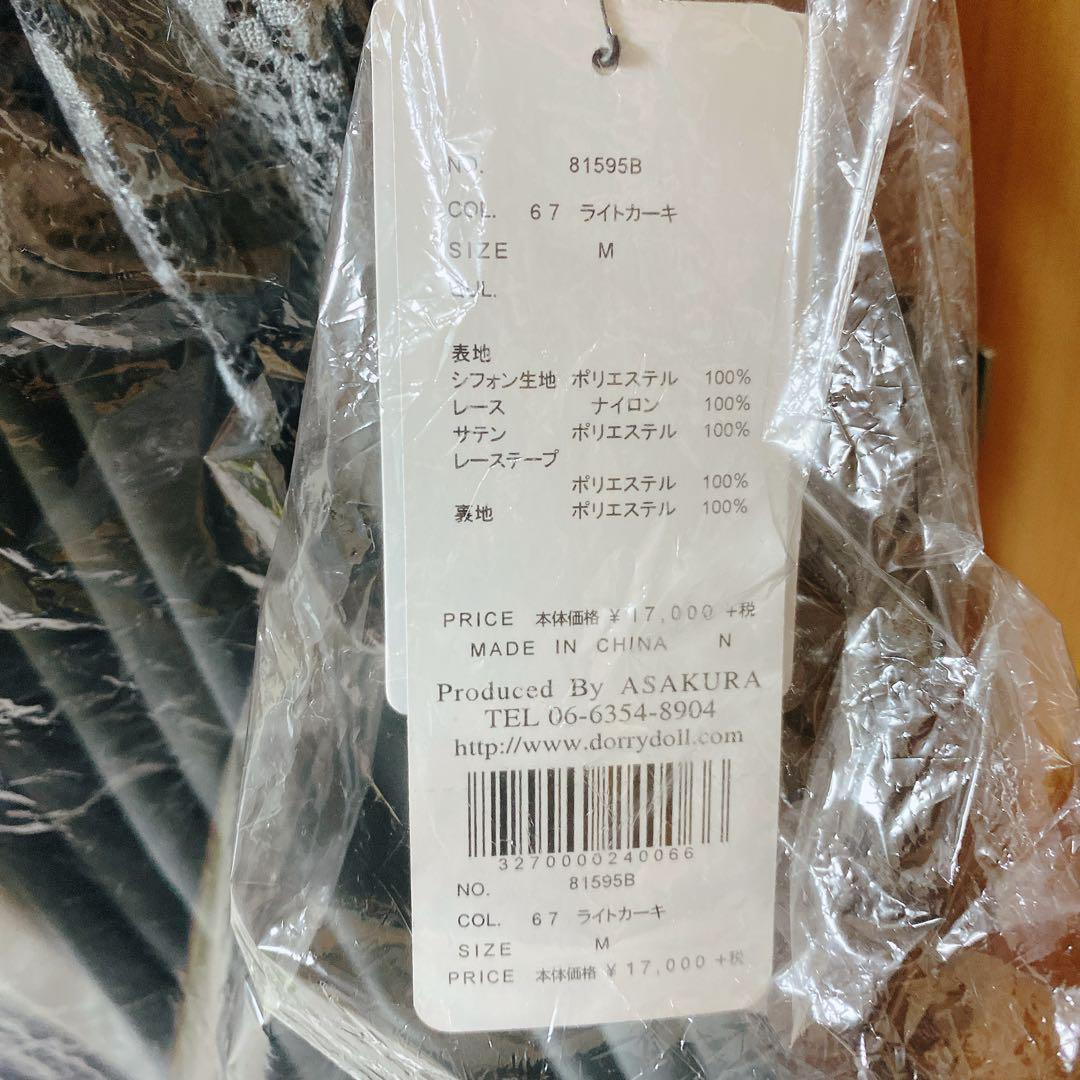 NO. 81595B
COL. 67 ライトカーキ
SIZE M
表地
シフォン生地 ポリエステル 100%
レース ナイロン 100%
サテン ポリエステル 100%
レーステープ
ポリエステル 100%
裏地 ポリエステル 100%
PRICE 本体価格 ¥17,000 +税
MADE IN CHINA N
Produced By ASAKURA
TEL 06-6354-8904
http://www.dorrydoll.com
3270000240066
NO. 81595B
COL. 67 ライトカーキ
SIZE M
PRICE 本体価格 ¥17,000 +税